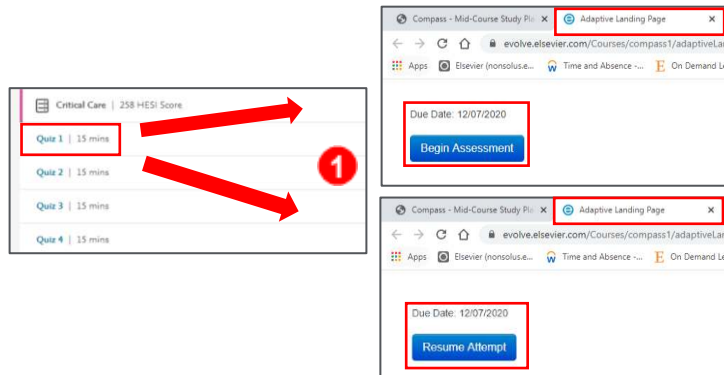 Critical Care | 258 HESI Score
Quiz 1 | 15 mins
Quiz 2 | 15 mins
Quiz 3 | 15 mins
Quiz 4 | 15 mins
1
Compass - Mid-Course Study Pla
Adaptive Landing Page
evolve.elsevier.com/Courses/compass1/adaptiveLan
Apps Elsevier (nonsolus.e... Time and Absence -... On Demand Le
Due Date: 12/07/2020
Begin Assessment
Compass - Mid-Course Study Pla
Adaptive Landing Page
evolve.elsevier.com/Courses/compass1/adaptiveLan
Apps Elsevier (nonsolus.e... Time and Absence -... On Demand Le
Due Date: 12/07/2020
Resume Attempt